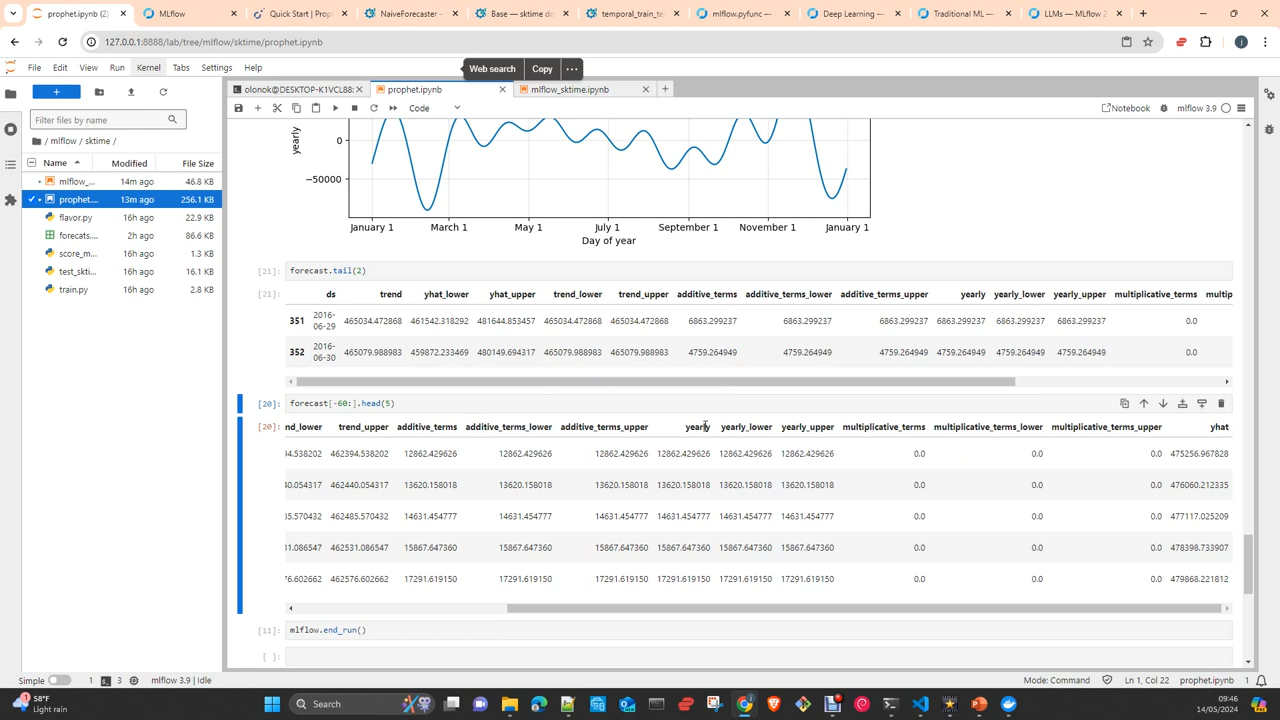 prophet.ipynb (2)
MLflow
Quick Start | Prop
NaiveForecaster
Base — sktime do
temporal_train_te
mlflow.pyfunc —
Deep Learning —
Traditional ML —
LLMs — MLflow 2
127.0.0.1:8888/lab/tree/mlflow/sktime/prophet.ipynb
File Edit View Run Kernel Tabs Settings Help
Web search Copy
olonok@DESKTOP-K1VCL88:
prophet.ipynb
mlflow_sktime.ipynb
Code
Notebook
mlflow 3.9
Filter files by name
/ mlflow / sktime /
Name Modified File Size
mlflow_... 14m ago 46.8 KB
prophet.... 13m ago 256.1 KB
flavor.py 16h ago 22.9 KB
forecats.... 2h ago 86.6 KB
score_m... 16h ago 1.3 KB
test_skti... 16h ago 16.1 KB
train.py 16h ago 2.8 KB
yearly
0
−50000
January 1 March 1 May 1 July 1 September 1 November 1 January 1
Day of year
[21]: forecast.tail(2)
[21]: ds trend yhat_lower yhat_upper trend_lower trend_upper additive_terms additive_terms_lower additive_terms_upper yearly yearly_lower yearly_upper multiplicative_terms multip
351 2016-06-29 465034.472868 461542.318292 481644.853457 465034.472868 465034.472868 6863.299237 6863.299237 6863.299237 6863.299237 6863.299237 6863.299237 0.0
352 2016-06-30 465079.988983 459872.233469 480149.694317 465079.988983 465079.988983 4759.264949 4759.264949 4759.264949 4759.264949 4759.264949 4759.264949 0.0
[20]: forecast[-60:].head(5)
[20]: nd_lower trend_upper additive_terms additive_terms_lower additive_terms_upper yearly yearly_lower yearly_upper multiplicative_terms multiplicative_terms_lower multiplicative_terms_upper yhat
94.538202 462394.538202 12862.429626 12862.429626 12862.429626 12862.429626 12862.429626 12862.429626 0.0 0.0 0.0 475256.967828
40.054317 462440.054317 13620.158018 13620.158018 13620.158018 13620.158018 13620.158018 13620.158018 0.0 0.0 0.0 476060.212335
85.570432 462485.570432 14631.454777 14631.454777 14631.454777 14631.454777 14631.454777 14631.454777 0.0 0.0 0.0 477117.025209
31.086547 462531.086547 15867.647360 15867.647360 15867.647360 15867.647360 15867.647360 15867.647360 0.0 0.0 0.0 478398.733907
76.602662 462576.602662 17291.619150 17291.619150 17291.619150 17291.619150 17291.619150 17291.619150 0.0 0.0 0.0 479868.221812
[11]: mlflow.end_run()
[ ]:
Simple 1 3 mlflow 3.9 | Idle
Mode: Command Ln 1, Col 22 prophet.ipynb 1
58°F
Light rain
Search
09:46
14/05/2024